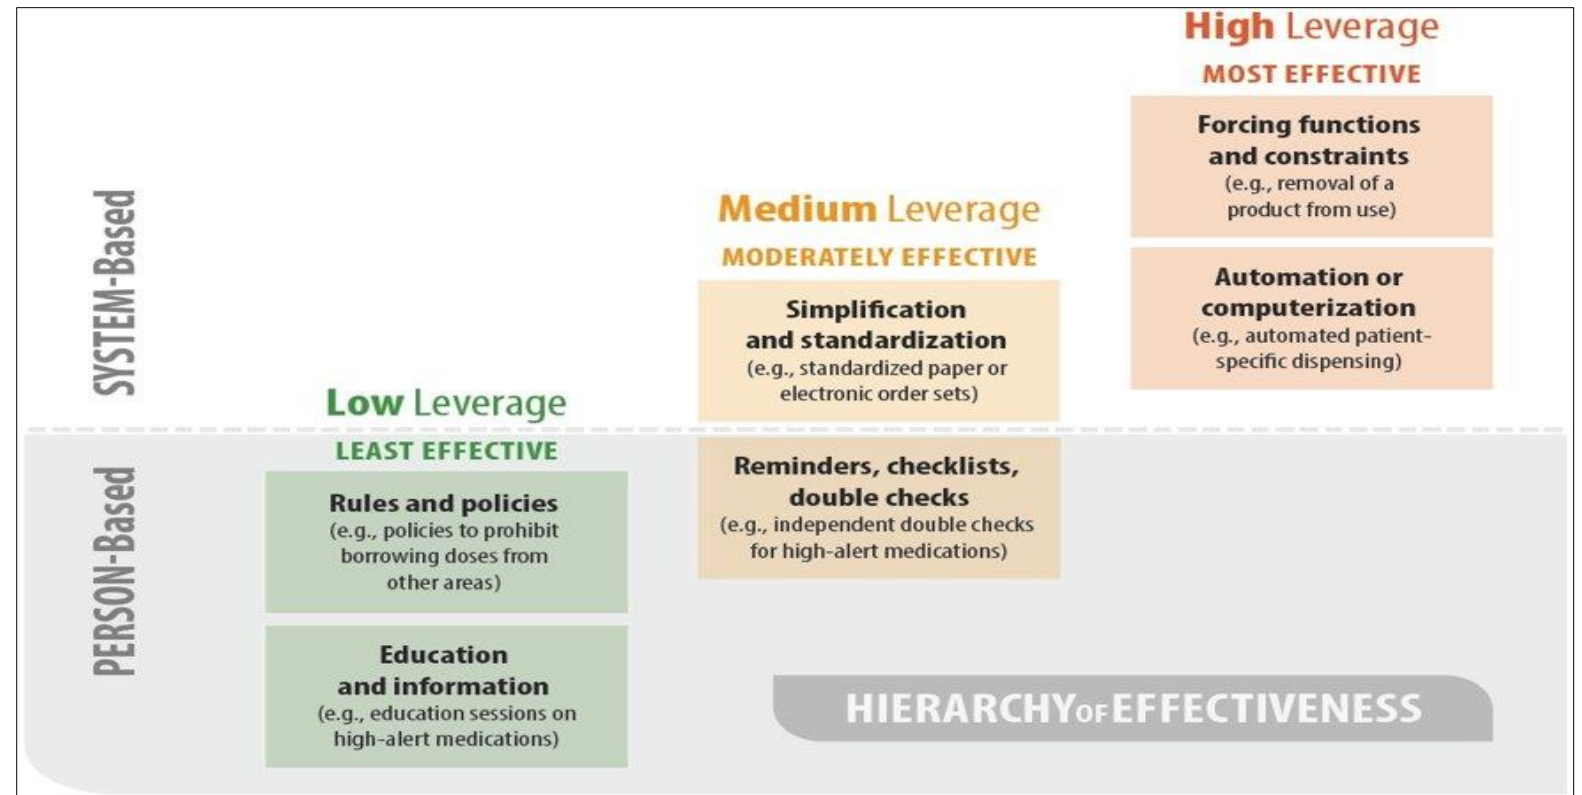 High Leverage
MOST EFFECTIVE
Forcing functions
and constraints
(e.g., removal of a
product from use)
Automation or
computerization
(e.g., automated patient-
specific dispensing)
Medium Leverage
MODERATELY EFFECTIVE
Simplification
and standardization
(e.g., standardized paper or
electronic order sets)
Reminders, checklists,
double checks
(e.g., independent double checks
for high-alert medications)
Low Leverage
LEAST EFFECTIVE
Rules and policies
(e.g., policies to prohibit
borrowing doses from
other areas)
Education
and information
(e.g., education sessions on
high-alert medications)
SYSTEM-Based
PERSON-Based
HIERARCHY OF EFFECTIVENESS